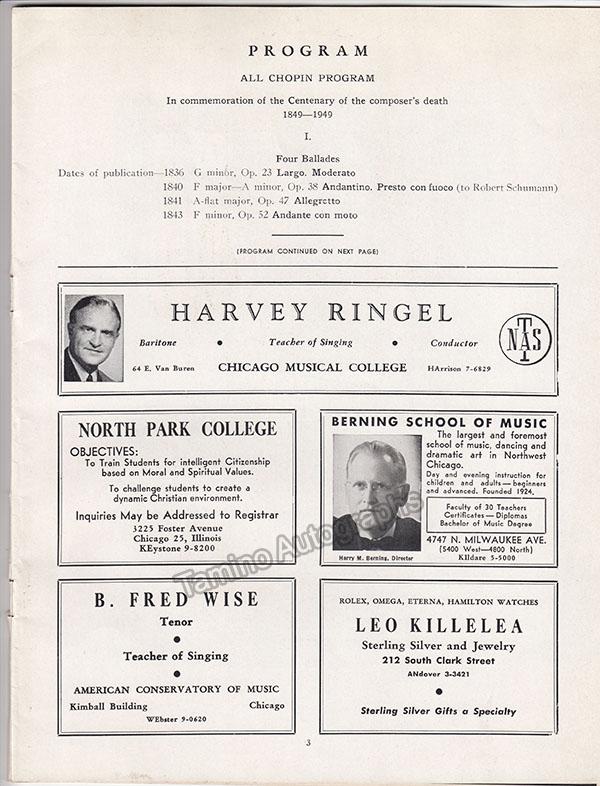 PROGRAM
ALL CHOPIN PROGRAM
In commemoration of the Centenary of the composer's death
1849—1949
I.
Four Ballades
Dates of publication—1836 G minor, Op. 23 Largo. Moderato
1840 F major—A minor, Op. 38 Andantino. Presto con fuoco (to Robert Schumann)
1841 A-flat major, Op. 47 Allegretto
1843 F minor, Op. 52 Andante con moto
(PROGRAM CONTINUED ON NEXT PAGE)
HARVEY RINGEL
Baritone • Teacher of Singing • Conductor
64 E. Van Buren CHICAGO MUSICAL COLLEGE HArrison 7-6829
NATS
NORTH PARK COLLEGE
OBJECTIVES:
To Train Students for intelligent Citizenship
based on Moral and Spiritual Values.
To challenge students to create a
dynamic Christian environment.
Inquiries May be Addressed to Registrar
3225 Foster Avenue
Chicago 25, Illinois
KEystone 9-8200
BERNING SCHOOL OF MUSIC
The largest and foremost
school of music, dancing and
dramatic art in Northwest
Chicago.
Day and evening instruction for
children and adults—beginners
and advanced. Founded 1924.
Faculty of 30 Teachers
Certificates — Diplomas
Bachelor of Music Degree
4747 N. MILWAUKEE AVE.
(5400 West—4800 North)
KIldare 5-5000
Harry M. Berning, Director
Tamino Autographs
B. FRED WISE
Tenor
•
Teacher of Singing
•
AMERICAN CONSERVATORY OF MUSIC
Kimball Building Chicago
WEbster 9-0620
ROLEX, OMEGA, ETERNA, HAMILTON WATCHES
LEO KILLELEA
Sterling Silver and Jewelry
212 South Clark Street
ANdover 3-3421
•
Sterling Silver Gifts a Specialty
3